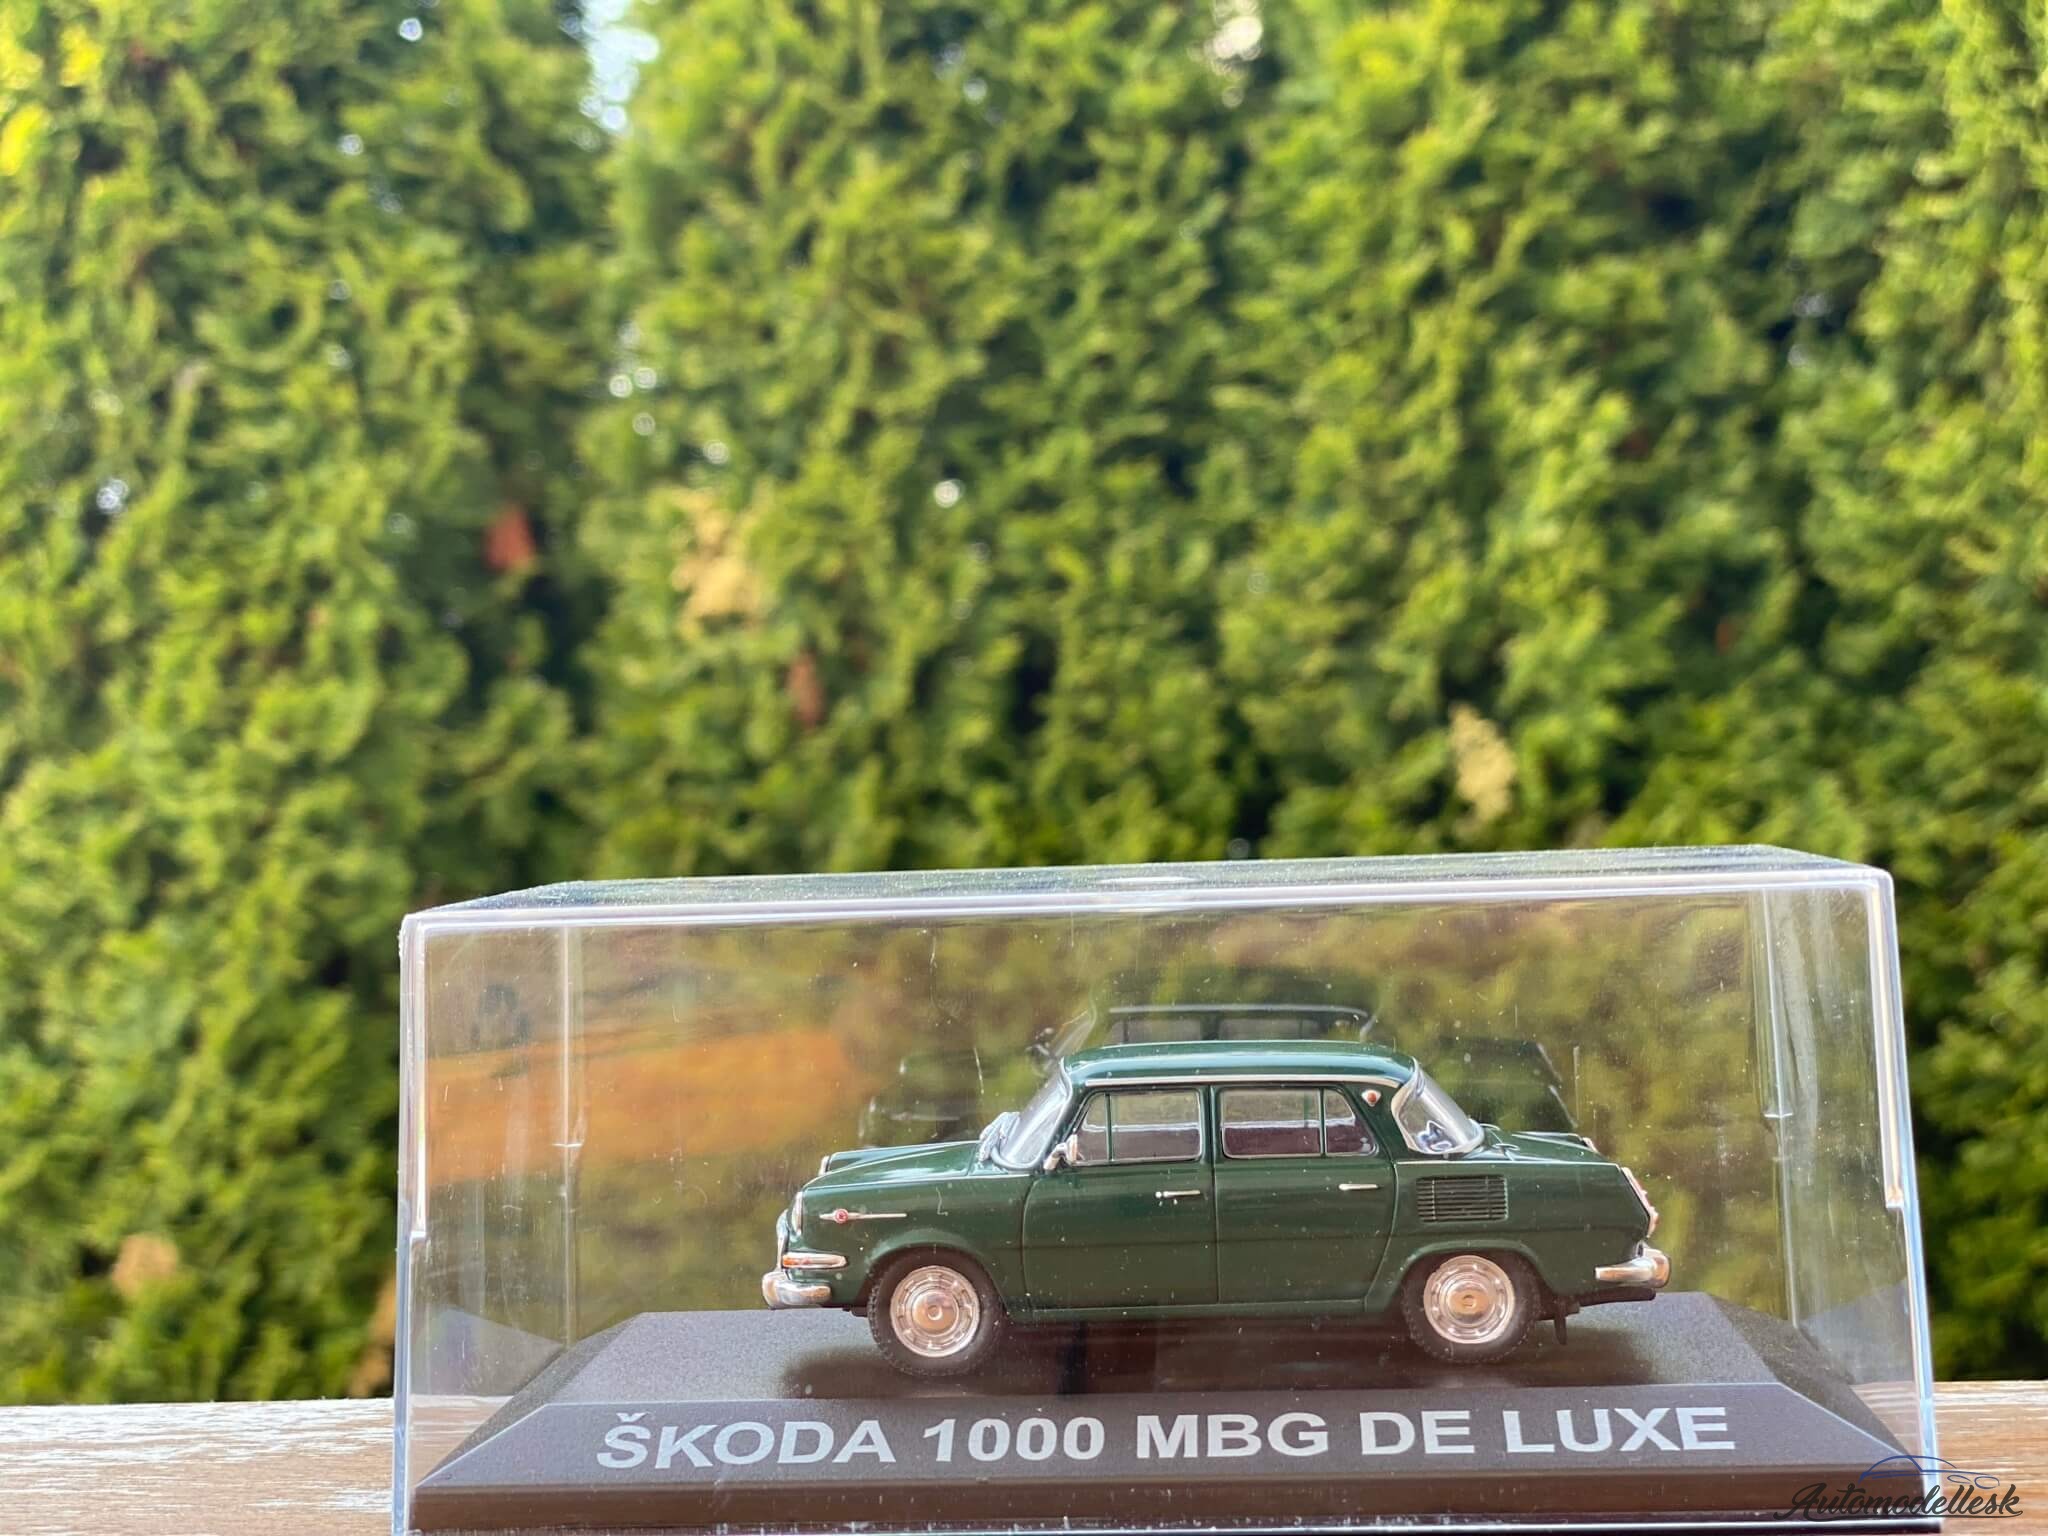 ŠKODA 1000 MBG DE LUXE
Automodellesk